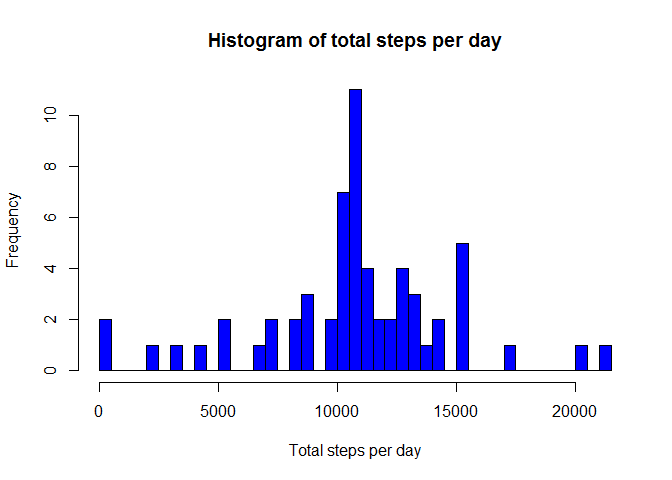 Histogram of total steps per day
Frequency
10
8
6
4
2
0
0 5000 10000 15000 20000
Total steps per day